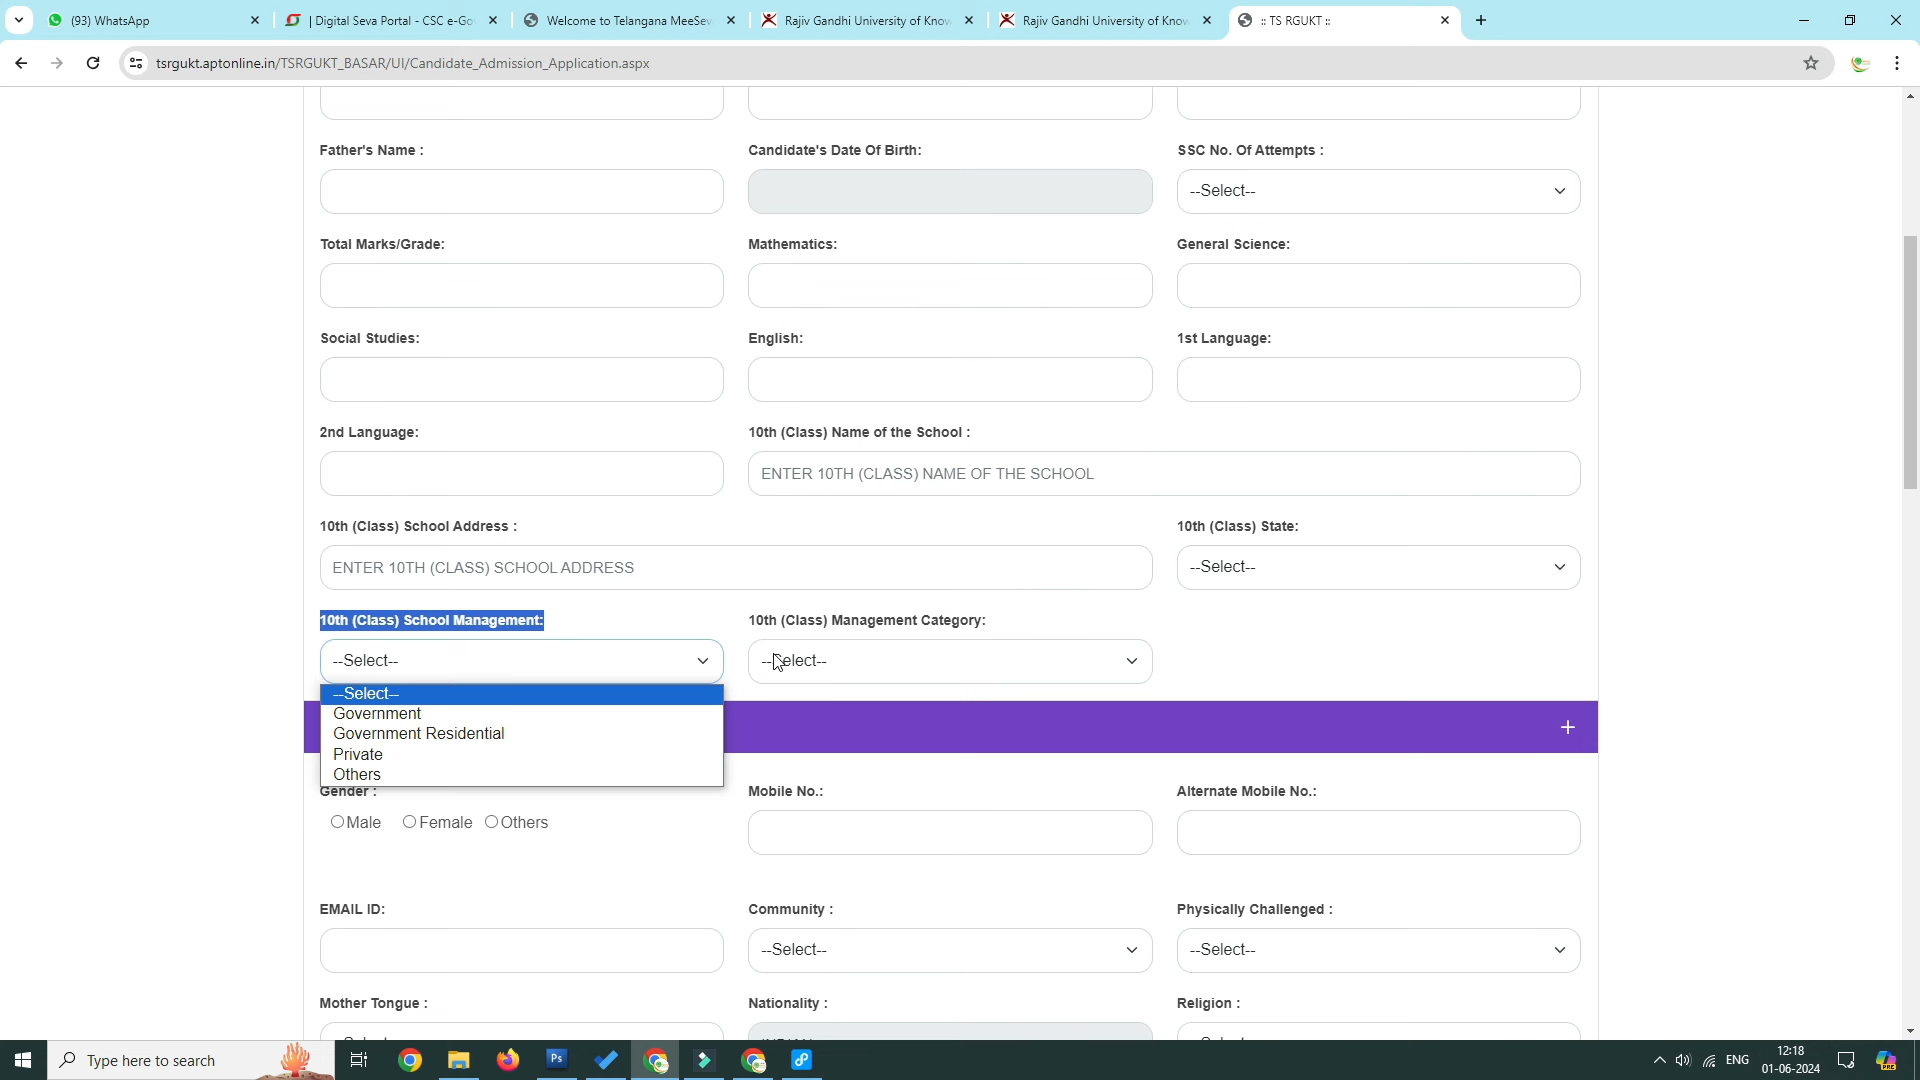 (93) WhatsApp
| Digital Seva Portal - CSC e-Go
Welcome to Telangana MeeSev
Rajiv Gandhi University of Know
Rajiv Gandhi University of Know
:: TS RGUKT ::
tsrgukt.aptonline.in/TSRGUKT_BASAR/UI/Candidate_Admission_Application.aspx
Father's Name :
Candidate's Date Of Birth:
SSC No. Of Attempts :
--Select--
Total Marks/Grade:
Mathematics:
General Science:
Social Studies:
English:
1st Language:
2nd Language:
10th (Class) Name of the School :
ENTER 10TH (CLASS) NAME OF THE SCHOOL
10th (Class) School Address :
10th (Class) State:
ENTER 10TH (CLASS) SCHOOL ADDRESS
--Select--
10th (Class) School Management:
10th (Class) Management Category:
--Select--
--Select--
--Select--
Government
Government Residential
Private
Others
Gender :
Mobile No.:
Alternate Mobile No.:
Male
Female
Others
EMAIL ID:
Community :
Physically Challenged :
--Select--
--Select--
Mother Tongue :
Nationality :
Religion :
Type here to search
Ps
ENG
12:18
01-06-2024
PRE